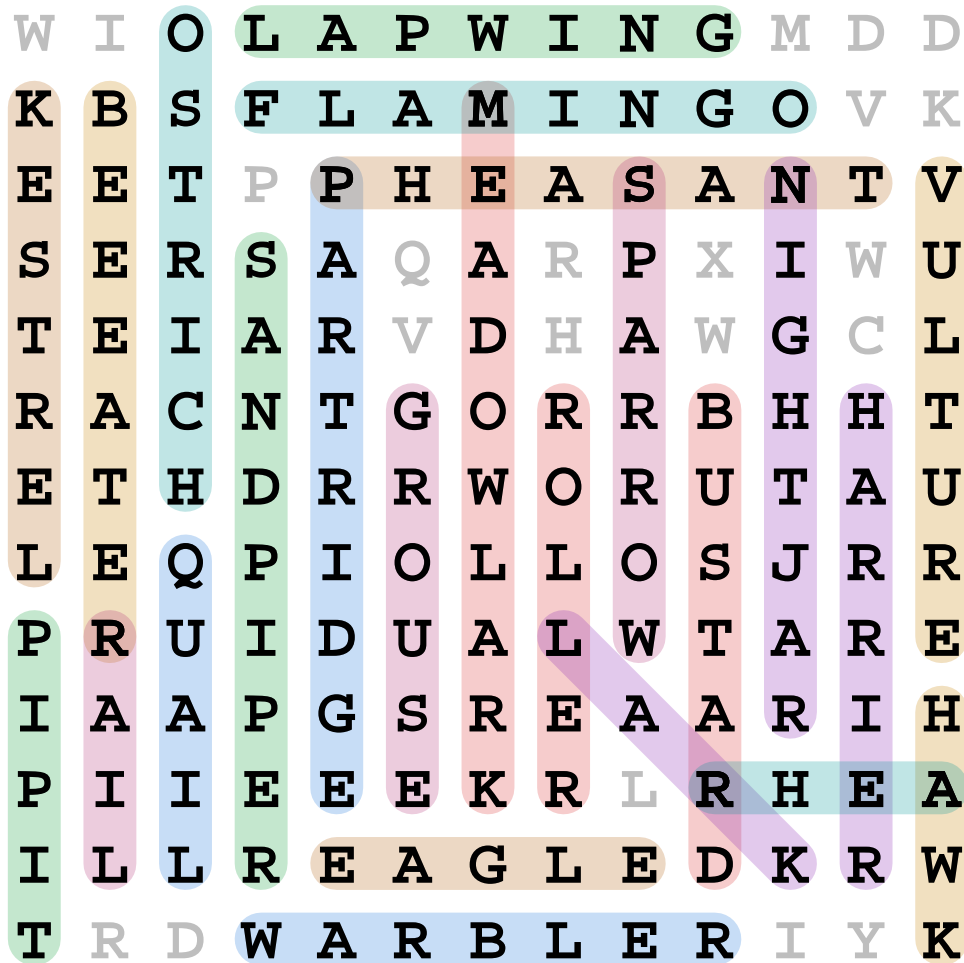 W I O L A P W I N G M D D
K B S F L A M I N G O V K
E E T P P H E A S A N T V
S E R S A Q A R P X I W U
T E I A R V D H A W G C L
R A C N T G O R R B H H T
E T H D R R W O R U T A U
L E Q P I O L L O S J R R
P R U I D U A L W T A R E
I A A P G S R E A A R I H
P I I E E E K R L R H E A
I L L R E A G L E D K R W
T R D W A R B L E R I Y K